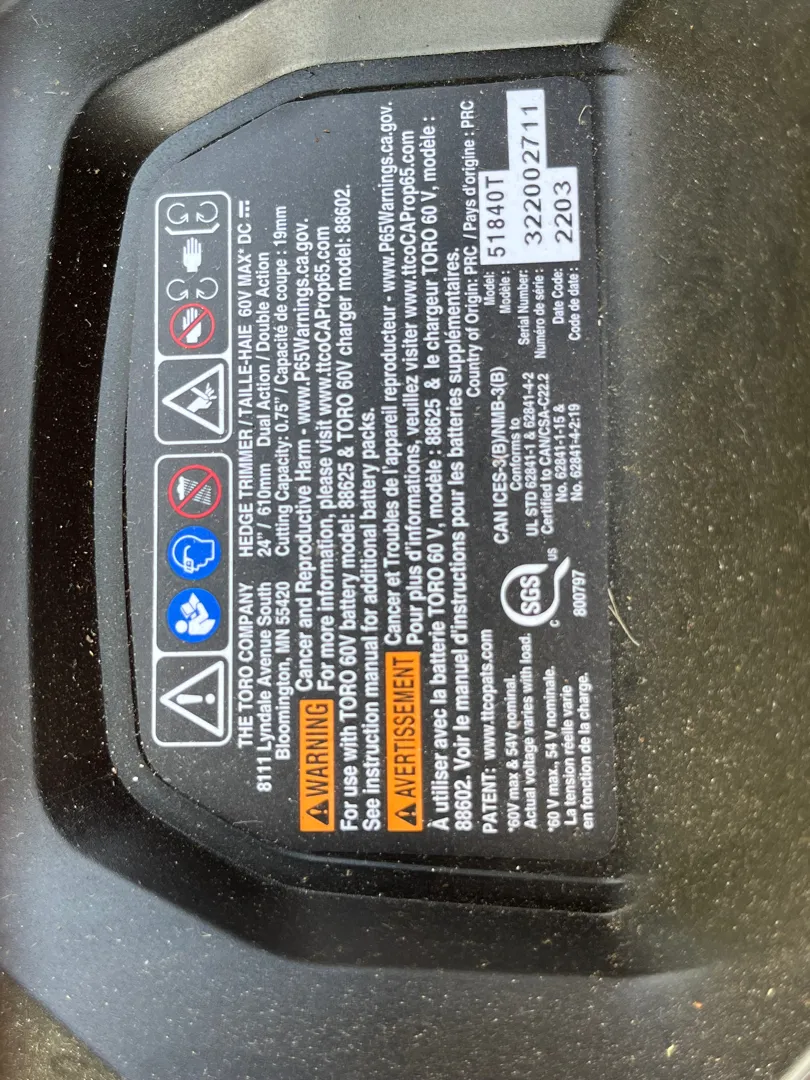 THE TORO COMPANY
8111 Lyndale Avenue South
Bloomington, MN 55420
HEDGE TRIMMER / TAILLE-HAIE 60V MAX* DC
24" / 610mm Dual Action / Double Action
Cutting Capacity: 0.75" / Capacité de coupe : 19mm
WARNING Cancer and Reproductive Harm - www.P65Warnings.ca.gov.
For more information, please visit www.ttcoCAProp65.com
For use with TORO 60V battery model: 88625 & TORO 60V charger model: 88602.
See instruction manual for additional battery packs.
AVERTISSEMENT Cancer et Troubles de l'appareil reproducteur - www.P65Warnings.ca.gov.
Pour plus d'informations, veuillez visiter www.ttcoCAProp65.com
À utiliser avec la batterie TORO 60 V, modèle : 88625 & le chargeur TORO 60 V, modèle :
88602. Voir le manuel d'instructions pour les batteries supplémentaires.
Country of Origin: PRC / Pays d'origine : PRC
PATENT: www.ttcopats.com
*60V max & 54V nominal.
Actual voltage varies with load.
*60 V max, 54 V nominale.
La tension réelle varie
en fonction de la charge.
C SGS US
800797
CAN ICES-3(B)/NMB-3(B)
Conforms to
UL STD 62841-1 & 62841-4-2
Certified to CAN/CSA-C22.2
No. 62841-1-15 &
No. 62841-4-2:19
Model: 51840T
Modèle :
Serial Number: 322002711
Numéro de série :
Date Code: 2203
Code de date :